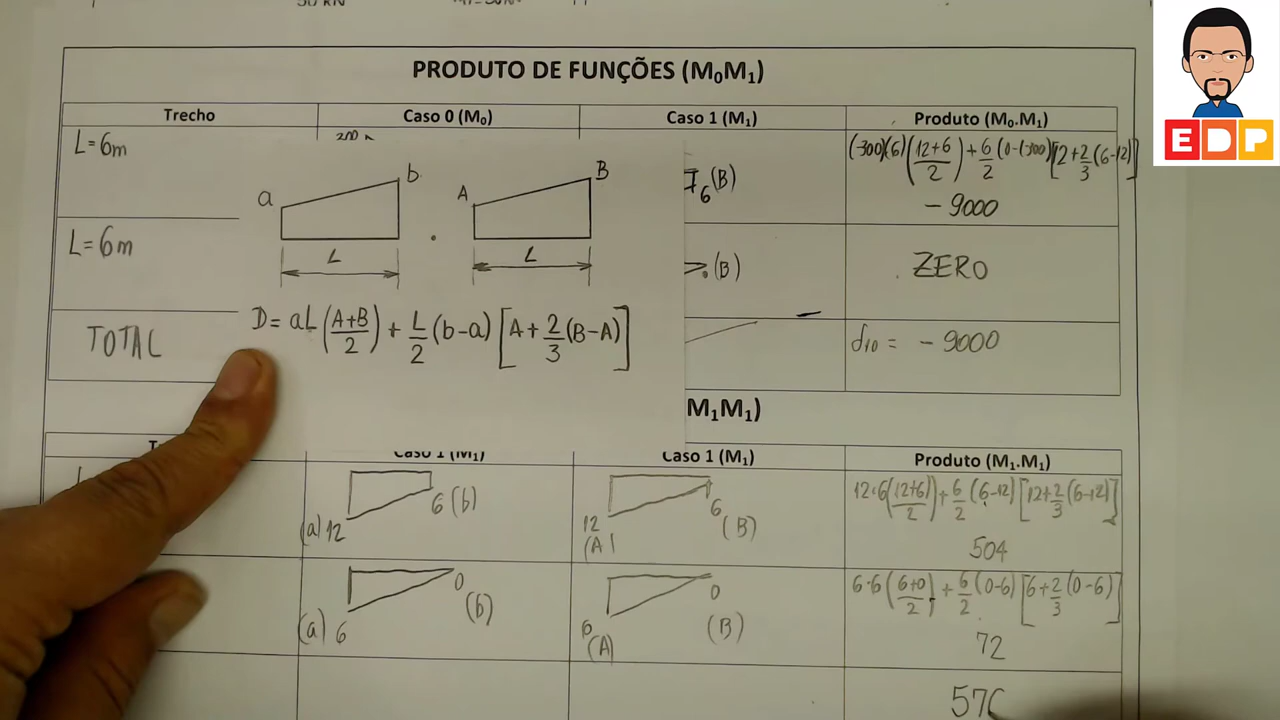 50 kN
PRODUTO DE FUNÇÕES (M₀M₁)
Trecho Caso 0 (M₀) Caso 1 (M₁) Produto (M₀.M₁)
L=6m
(-300)(6)(12+6/2)+6/2(0-(-300)[12+2/3(6-12)]
6 (B)
-9000
a b A B
L L
L=6m
(B)
ZERO
D= aL(A+B/2)+L/2(b-a)[A+2/3(B-A)]
TOTAL
d₁₀= -9000
M₁M₁)
Caso 1 (M₁) Caso 1 (M₁) Produto (M₁.M₁)
12·6(12+6/2)+6/2(6-12)[12+2/3(6-12)]
6 (b)
(a) 12
6
12 (B)
(A)
504
6·6(6+0/2)+6/2(0-6)[6+2/3(0-6)]
0
(b)
(a) 6
0
6 (B)
(A)
72
EDP